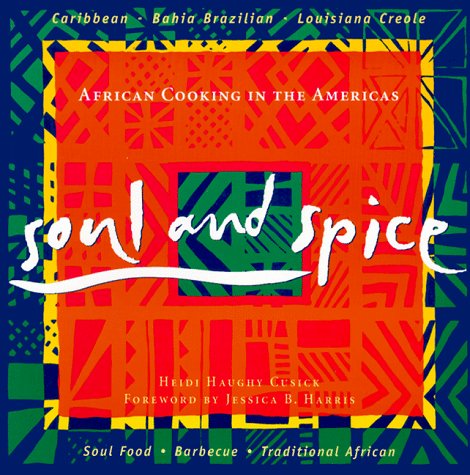 Caribbean • Bahia Brazilian • Louisiana Creole
AFRICAN COOKING IN THE AMERICAS
soul and spice
HEIDI HAUGHY CUSICK
FOREWORD BY JESSICA B. HARRIS
Soul Food • Barbecue • Traditional African